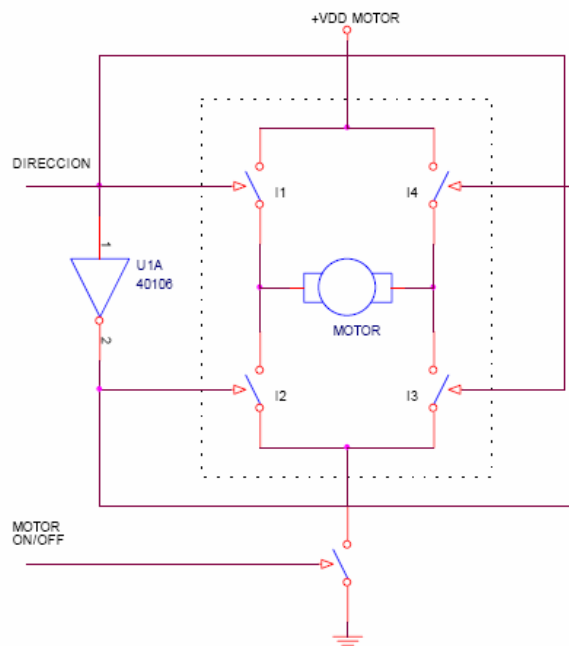 +VDD MOTOR
DIRECCION
I1
I4
1
U1A
40106
MOTOR
2
I2
I3
MOTOR
ON/OFF